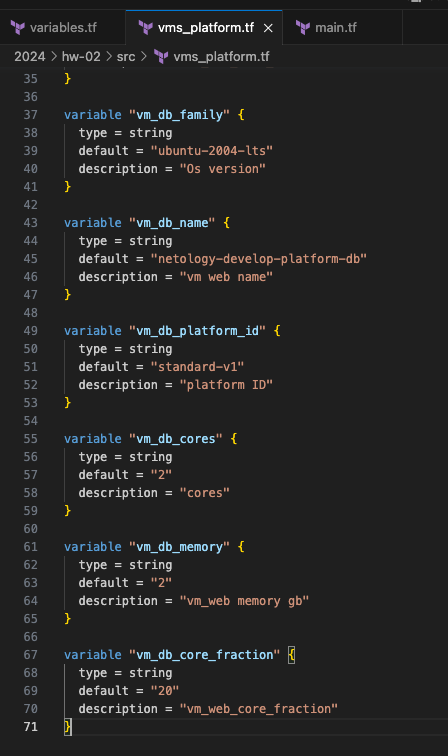 variables.tf vms_platform.tf × main.tf
2024 > hw-02 > src > vms_platform.tf
35 }
36
37 variable "vm_db_family" {
38   type = string
39   default = "ubuntu-2004-lts"
40   description = "Os version"
41 }
42
43 variable "vm_db_name" {
44   type = string
45   default = "netology-develop-platform-db"
46   description = "vm web name"
47 }
48
49 variable "vm_db_platform_id" {
50   type = string
51   default = "standard-v1"
52   description = "platform ID"
53 }
54
55 variable "vm_db_cores" {
56   type = string
57   default = "2"
58   description = "cores"
59 }
60
61 variable "vm_db_memory" {
62   type = string
63   default = "2"
64   description = "vm_web memory gb"
65 }
66
67 variable "vm_db_core_fraction" {
68   type = string
69   default = "20"
70   description = "vm_web_core_fraction"
71 }